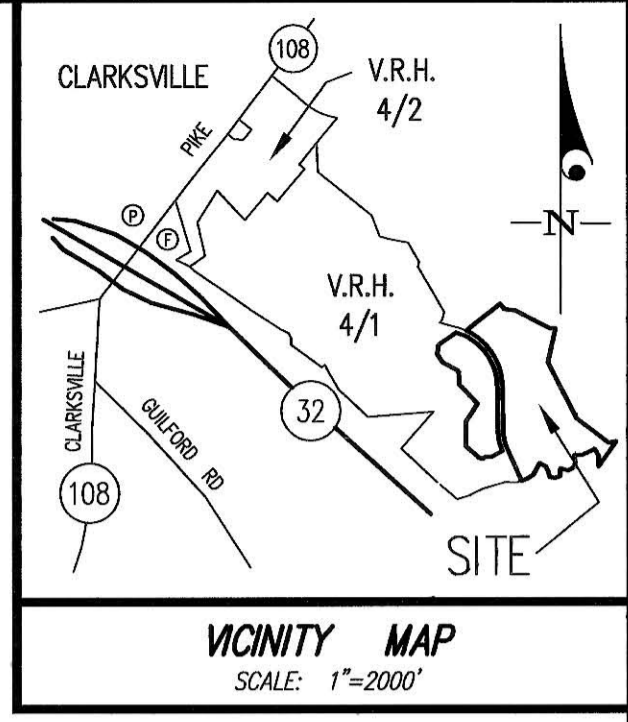 108
CLARKSVILLE
V.R.H.
4/2
PIKE
P
F
N
V.R.H.
4/1
CLARKSVILLE
GUILFORD RD
32
108
SITE
VICINITY MAP
SCALE: 1"=2000'